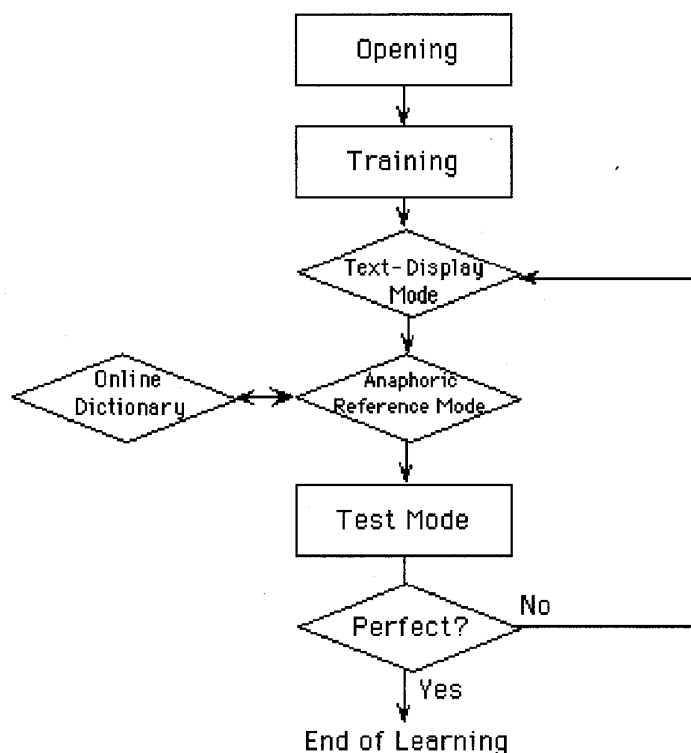 Opening
Training
Text-Display
Mode
Online
Dictionary
Anaphoric
Reference Mode
Test Mode
Perfect?
No
Yes
End of Learning